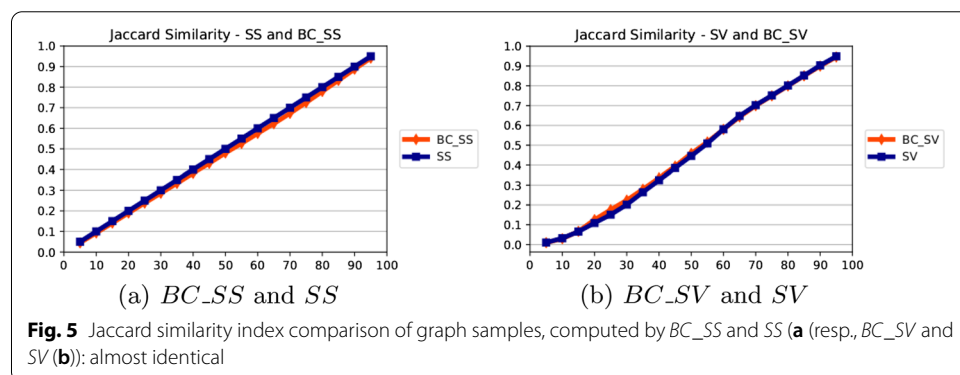 Jaccard Similarity - SS and BC_SS
1.0
0.9
0.8
0.7
0.6
0.5
0.4
0.3
0.2
0.1
0.0
0 10 20 30 40 50 60 70 80 90 100
BC_SS
SS
(a) BC_SS and SS
Jaccard Similarity - SV and BC_SV
1.0
0.9
0.8
0.7
0.6
0.5
0.4
0.3
0.2
0.1
0.0
0 10 20 30 40 50 60 70 80 90 100
BC_SV
SV
(b) BC_SV and SV
Fig. 5 Jaccard similarity index comparison of graph samples, computed by BC_SS and SS (a (resp., BC_SV and
SV (b)): almost identical